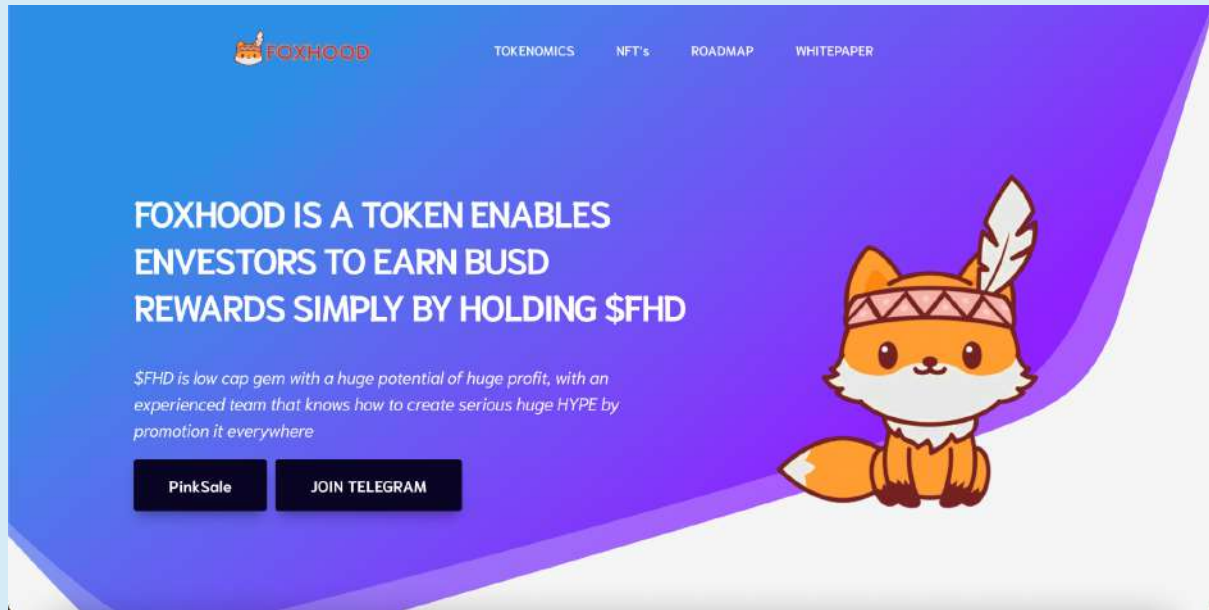 FOXHOOD
TOKENOMICS NFT's ROADMAP WHITEPAPER
FOXHOOD IS A TOKEN ENABLES
ENVESTORS TO EARN BUSD
REWARDS SIMPLY BY HOLDING $FHD
$FHD is low cap gem with a huge potential of huge profit, with an
experienced team that knows how to create serious huge HYPE by
promotion it everywhere
PinkSale JOIN TELEGRAM